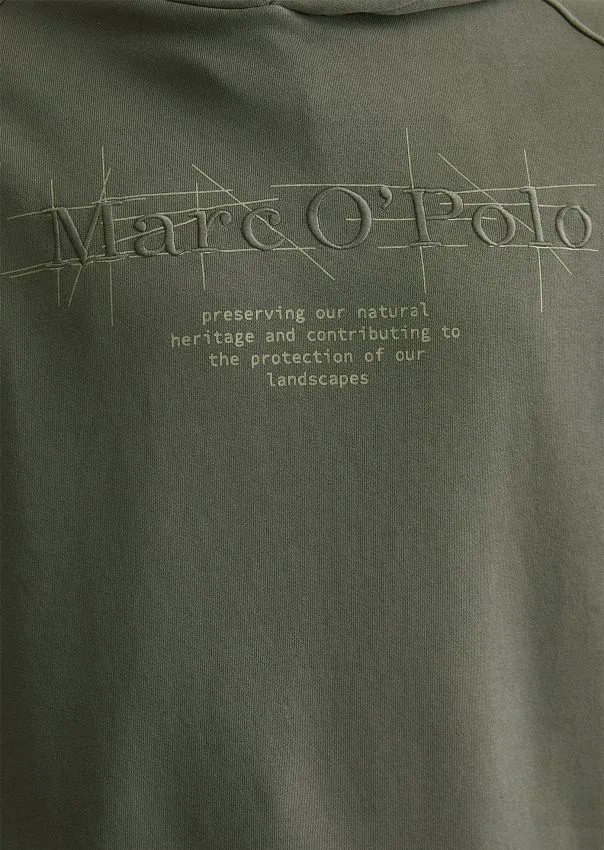 Marc O'Polo
preserving our natural
heritage and contributing to
the protection of our
landscapes